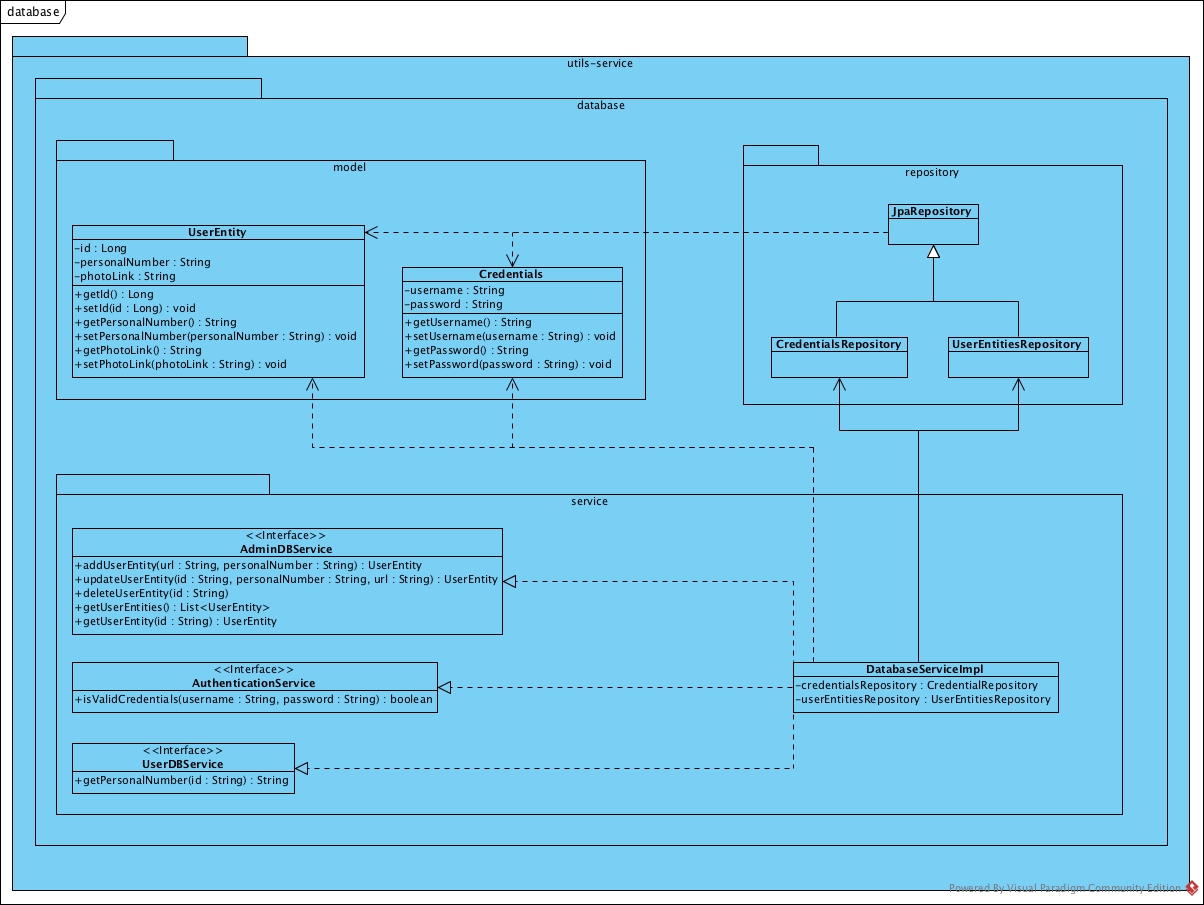 database
utils-service
database
model
UserEntity
-id : Long
-personalNumber : String
-photoLink : String
+getId() : Long
+setId(id : Long) : void
+getPersonalNumber() : String
+setPersonalNumber(personalNumber : String) : void
+getPhotoLink() : String
+setPhotoLink(photoLink : String) : void
Credentials
-username : String
-password : String
+getUsername() : String
+setUsername(username : String) : void
+getPassword() : String
+setPassword(password : String) : void
repository
JpaRepository
CredentialsRepository
UserEntitiesRepository
service
<<Interface>>
AdminDBService
+addUserEntity(url : String, personalNumber : String) : UserEntity
+updateUserEntity(id : String, personalNumber : String, url : String) : UserEntity
+deleteUserEntity(id : String)
+getUserEntities() : List<UserEntity>
+getUserEntity(id : String) : UserEntity
<<Interface>>
AuthenticationService
+isValidCredentials(username : String, password : String) : boolean
<<Interface>>
UserDBService
+getPersonalNumber(id : String) : String
DatabaseServiceImpl
-credentialsRepository : CredentialRepository
-userEntitiesRepository : UserEntitiesRepository
Powered By Visual Paradigm Community Edition